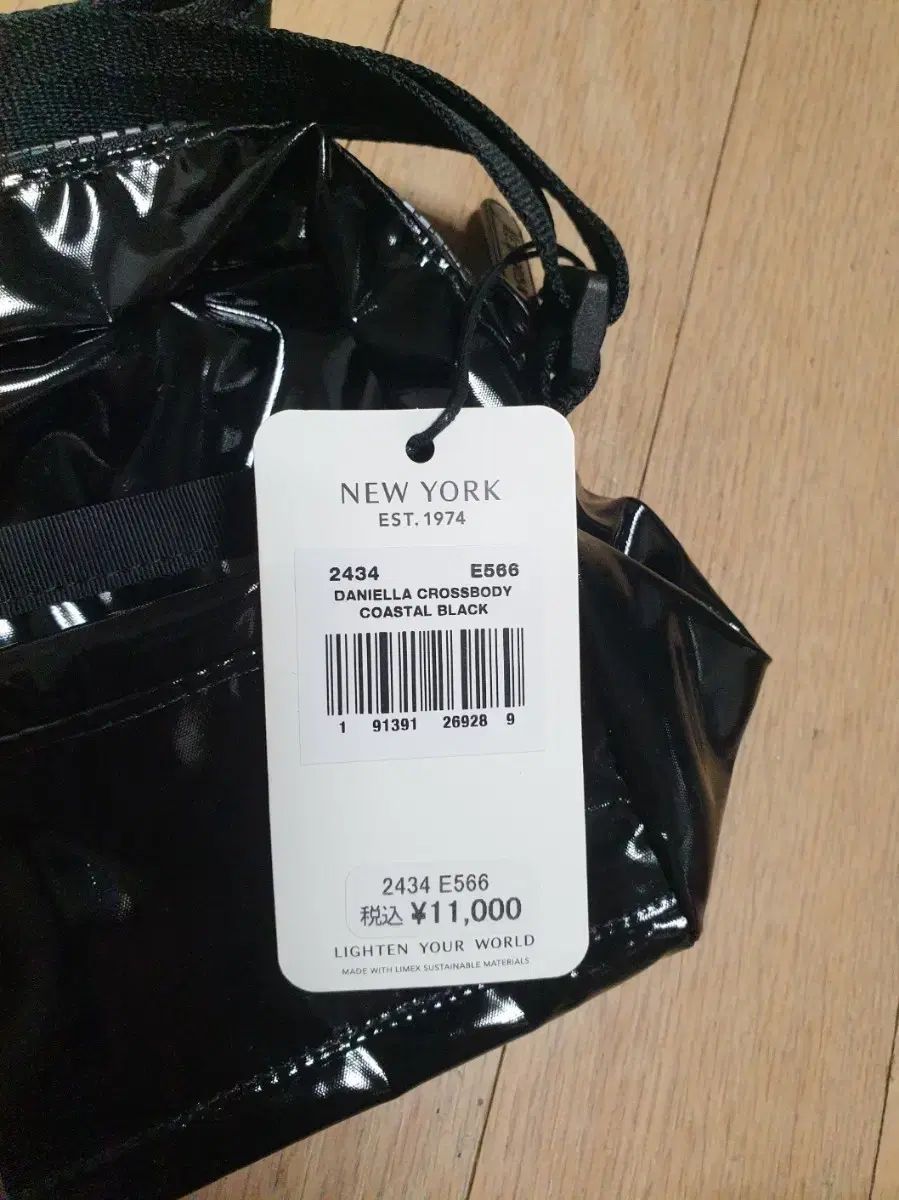 NEW YORK
EST. 1974
2434 E566
DANIELLA CROSSBODY
COASTAL BLACK
1 91391 26928 9
2434 E566
税込 ¥11,000
LIGHTEN YOUR WORLD
MADE WITH LIMEX SUSTAINABLE MATERIALS